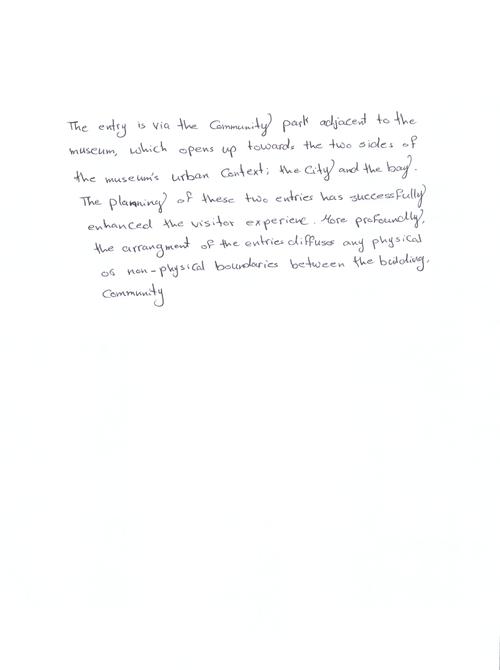 The entry is via the Community park adjacent to the
museum, which opens up towards the two sides of
the museum's urban Context; the City and the bay.
The planning of these two entries has successfully
enhanced the visitor experienc. More profoundly,
the arrangment of the entries diffuses any physical
or non-physical boundaries between the building,
Community